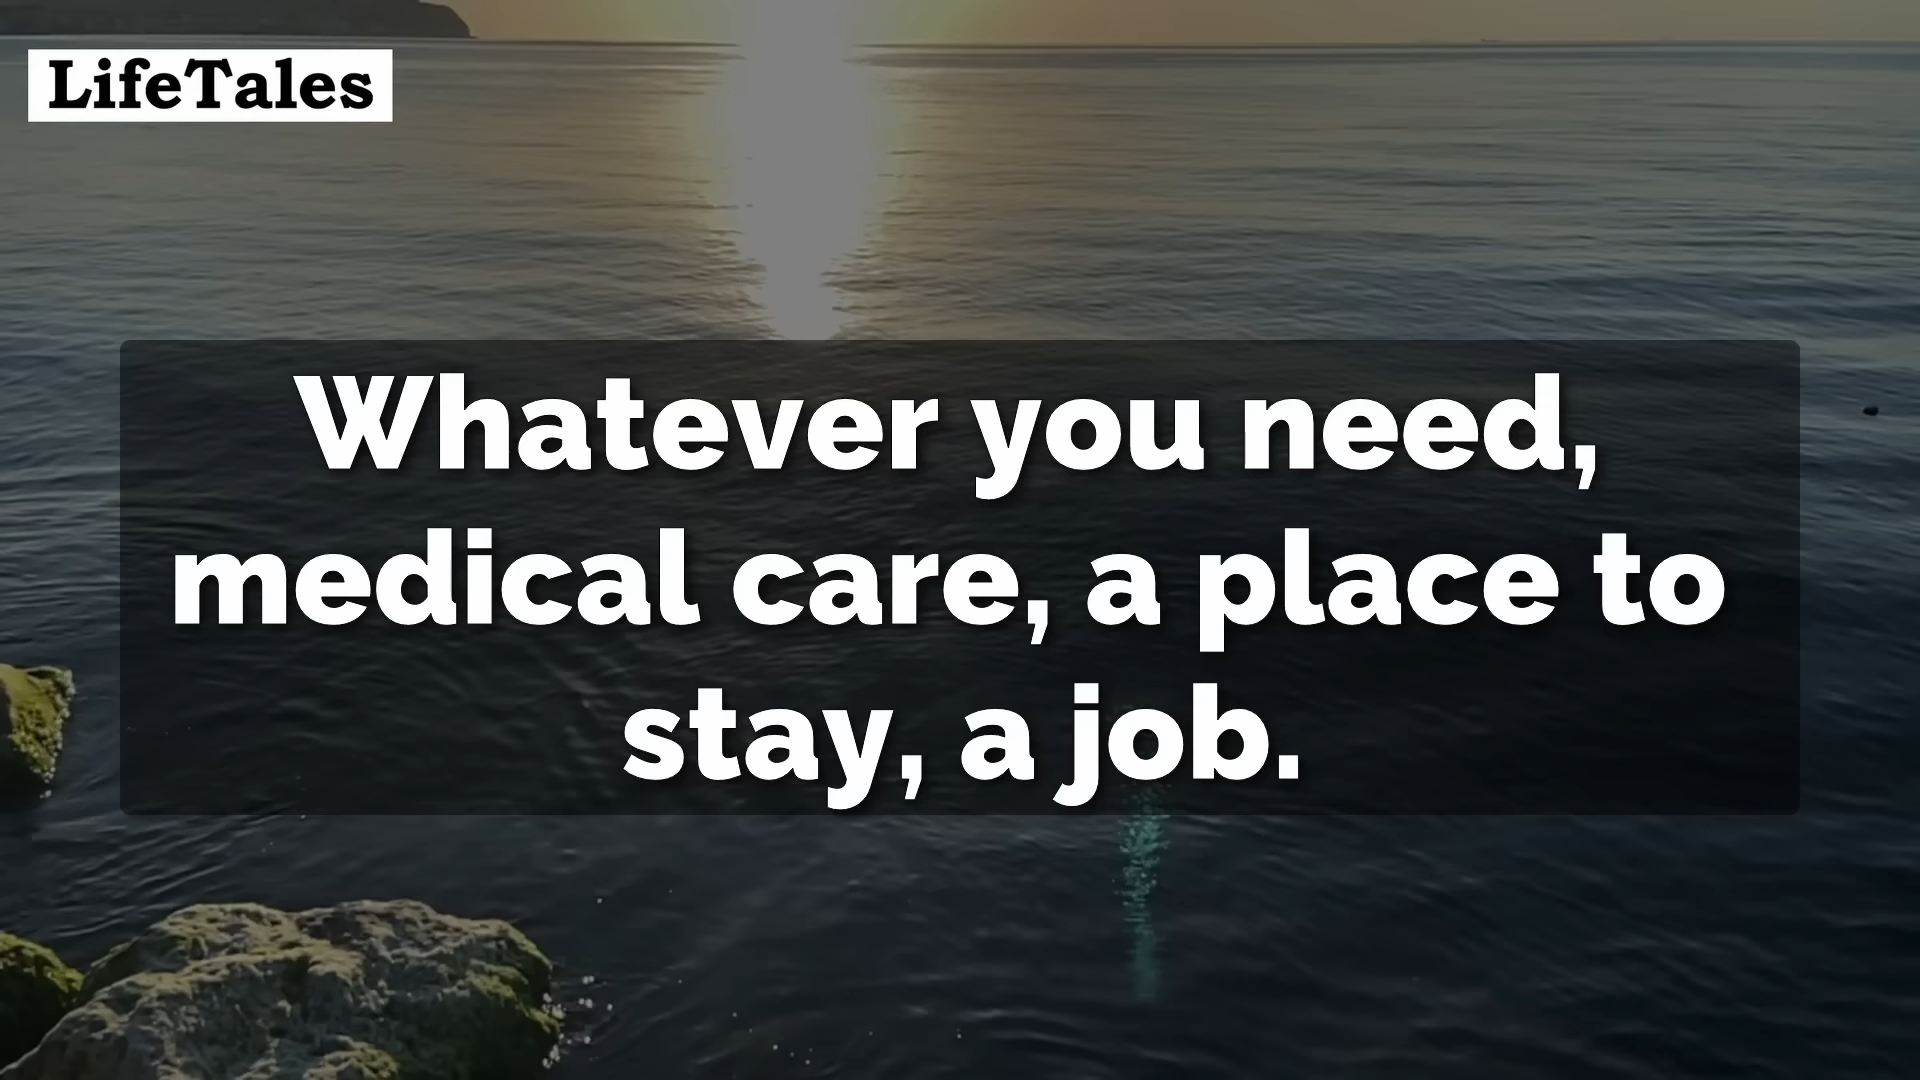 LifeTales
Whatever you need,
medical care, a place to
stay, a job.